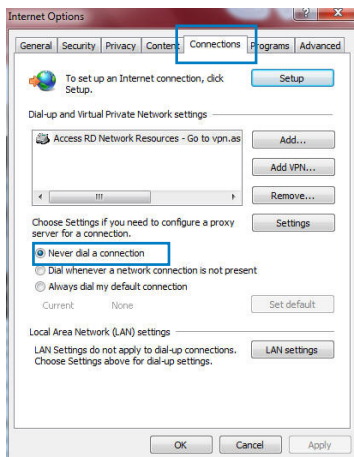 Internet Options
General Security Privacy Content Connections Programs Advanced
To set up an Internet connection, click
Setup.
Setup
Dial-up and Virtual Private Network settings
Access RD Network Resources - Go to vpn.as
Add...
Add VPN...
Remove...
Choose Settings if you need to configure a proxy
server for a connection.
Settings
Never dial a connection
Dial whenever a network connection is not present
Always dial my default connection
Current None
Set default
Local Area Network (LAN) settings
LAN Settings do not apply to dial-up connections.
Choose Settings above for dial-up settings.
LAN settings
OK Cancel Apply